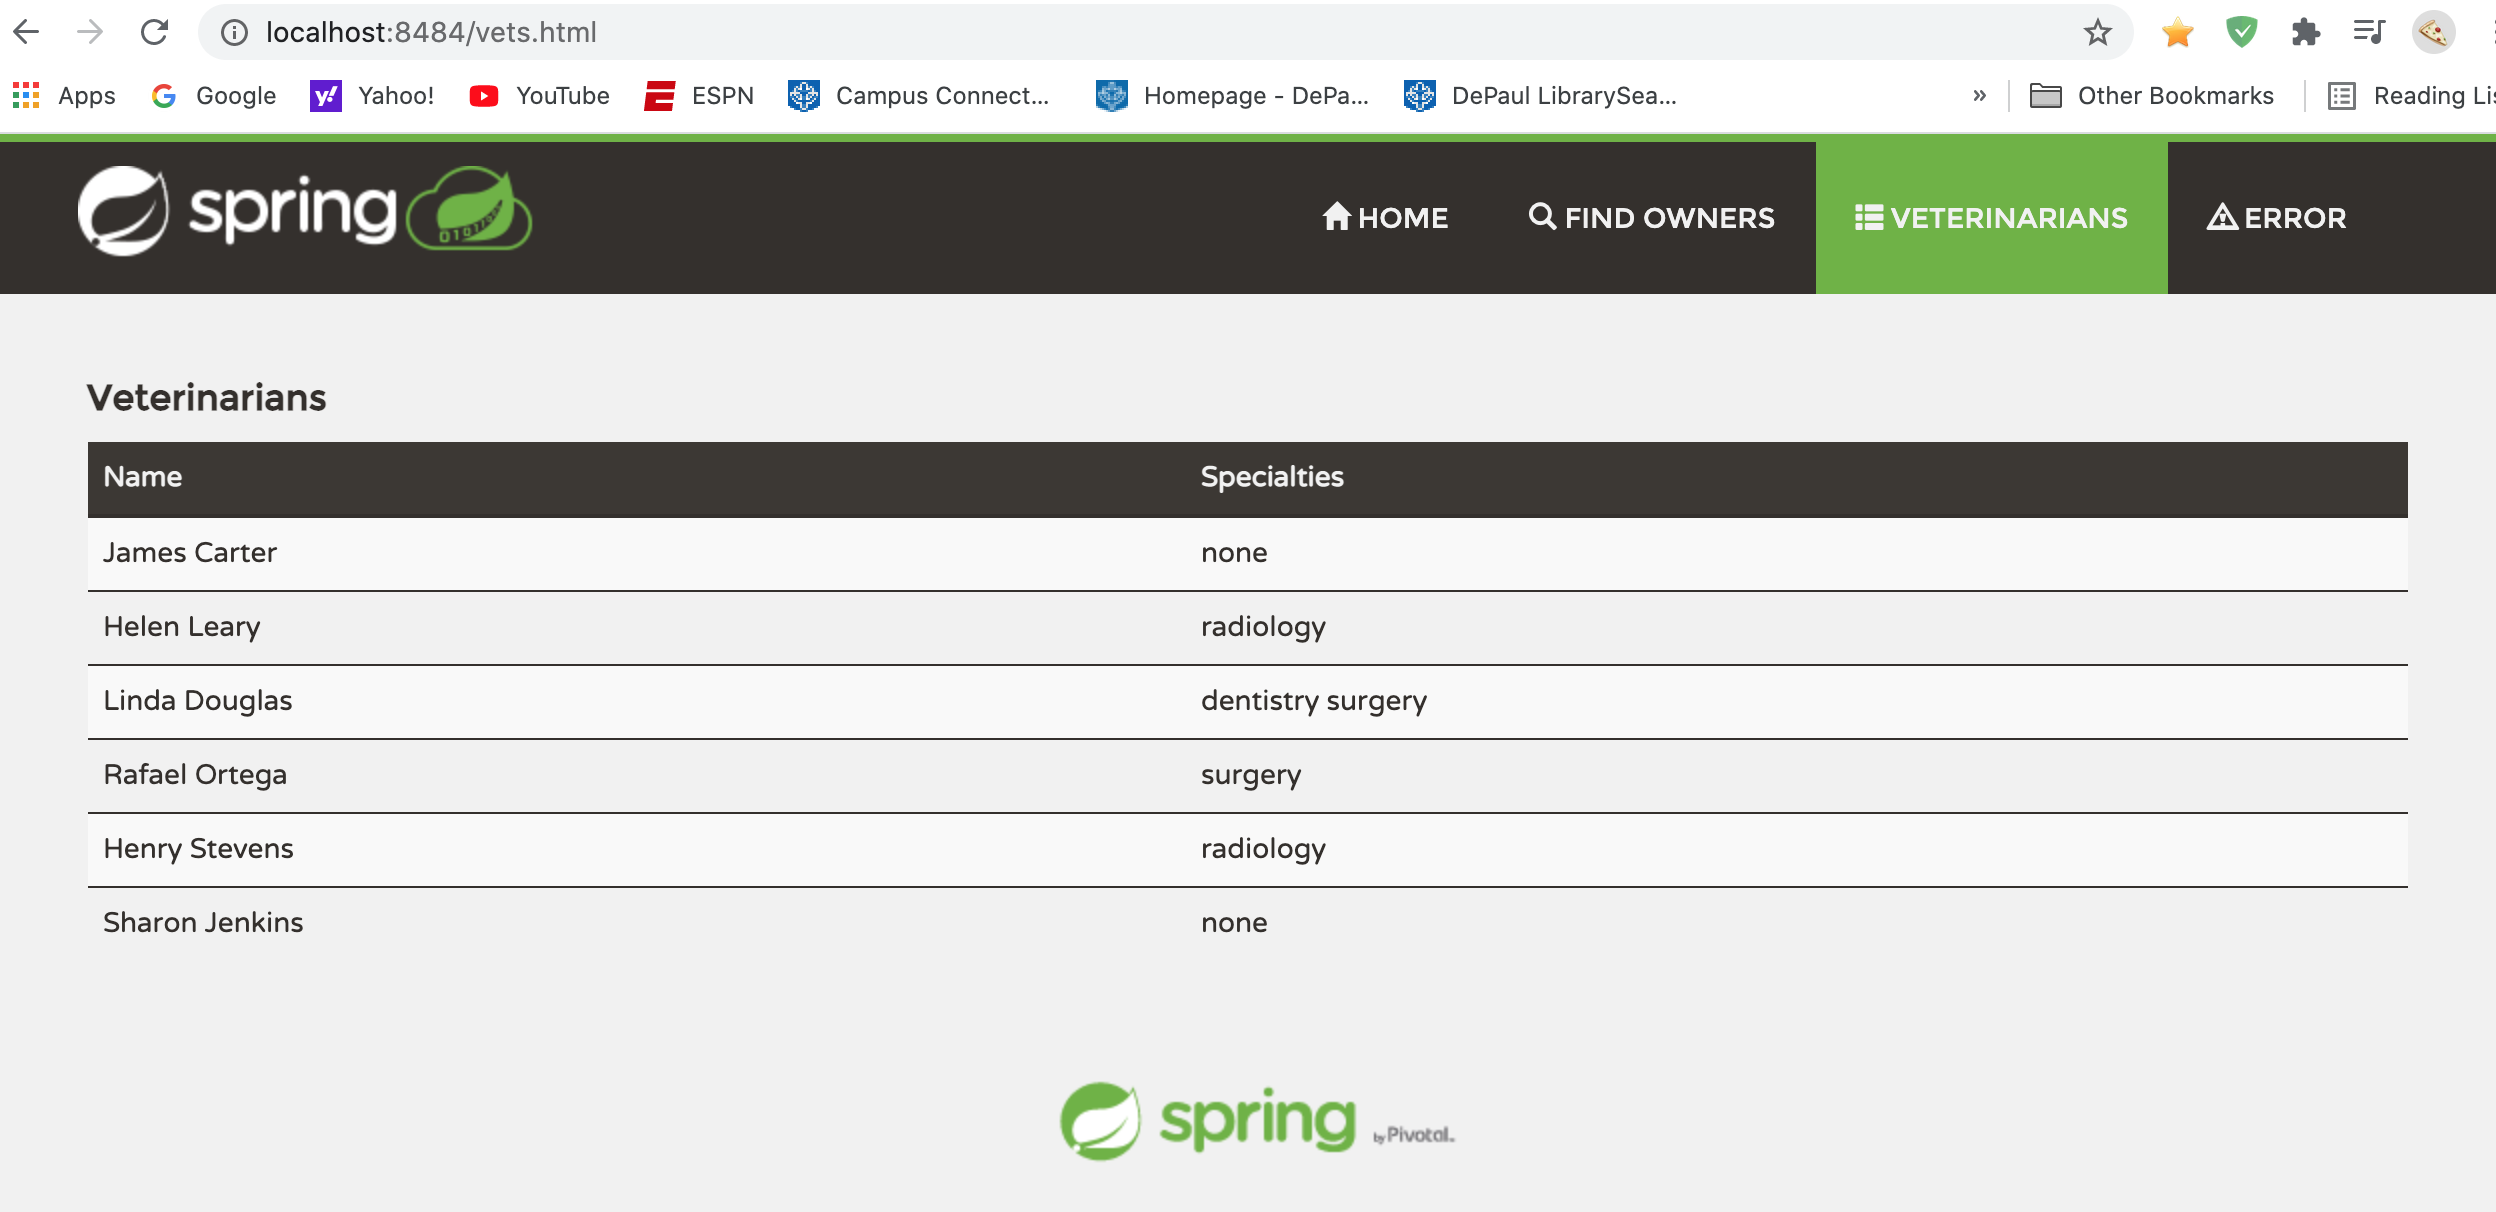 localhost:8484/vets.html
Apps Google Yahoo! YouTube ESPN Campus Connect... Homepage - DePa... DePaul LibrarySea... » Other Bookmarks Reading Lis
spring HOME FIND OWNERS VETERINARIANS ERROR
Veterinarians
Name Specialties
James Carter none
Helen Leary radiology
Linda Douglas dentistry surgery
Rafael Ortega surgery
Henry Stevens radiology
Sharon Jenkins none
spring by Pivotal.